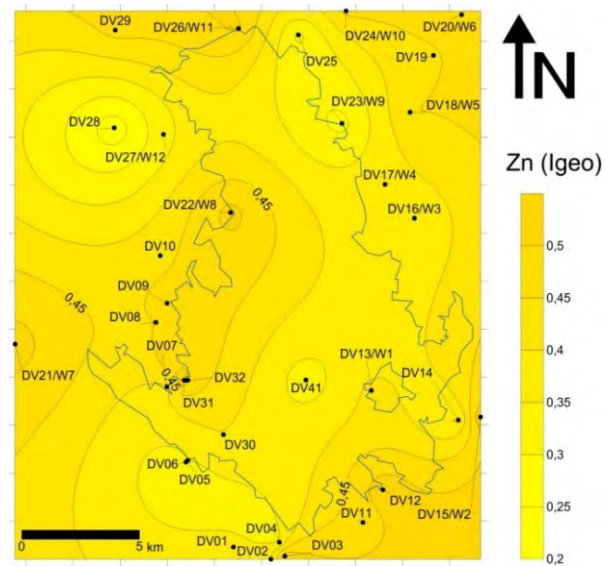 DV29
DV26/W11
DV24/W10
DV20/W6
DV25
DV19
N
DV23/W9
DV18/W5
DV28
DV27/W12
Zn (Igeo)
DV17/W4
0,45
DV22/W8
DV16/W3
0,5
DV10
0,45
DV09
DV08
0,45
0,4
DV07
DV13/W1
DV14
DV21/W7
0,45
DV32
DV41
0,35
DV31
DV30
0,3
DV06
DV05
0,45
DV12
0,25
DV11
DV15/W2
DV04
5 km
DV01
DV02
DV03
0,2